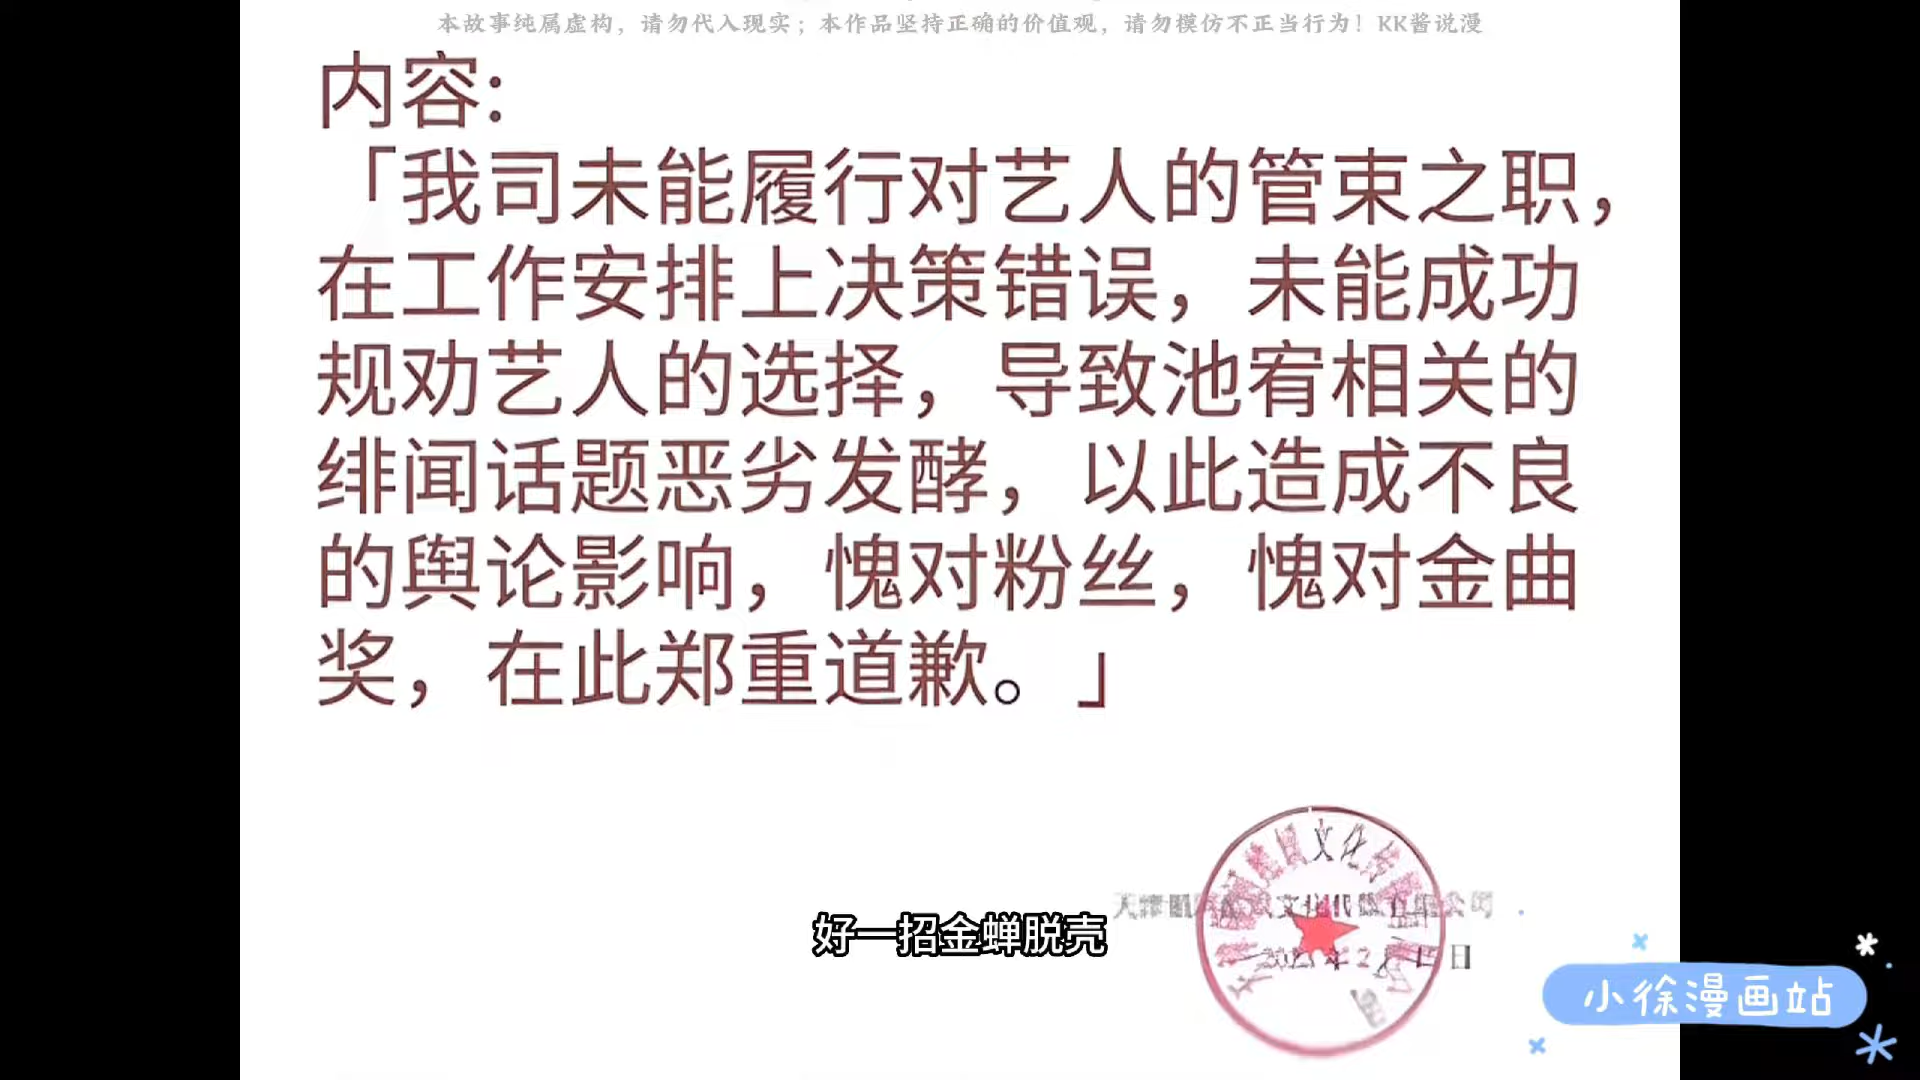 本故事纯属虚构，请勿代入现实；本作品坚持正确的价值观，请勿模仿不正当行为！KK酱说漫
内容：
「我司未能履行对艺人的管束之职，
在工作安排上决策错误，未能成功
规劝艺人的选择，导致池宥相关的
绯闻话题恶劣发酵，以此造成不良
的舆论影响，愧对粉丝，愧对金曲
奖，在此郑重道歉。」
好一招金蝉脱壳
小徐漫画站